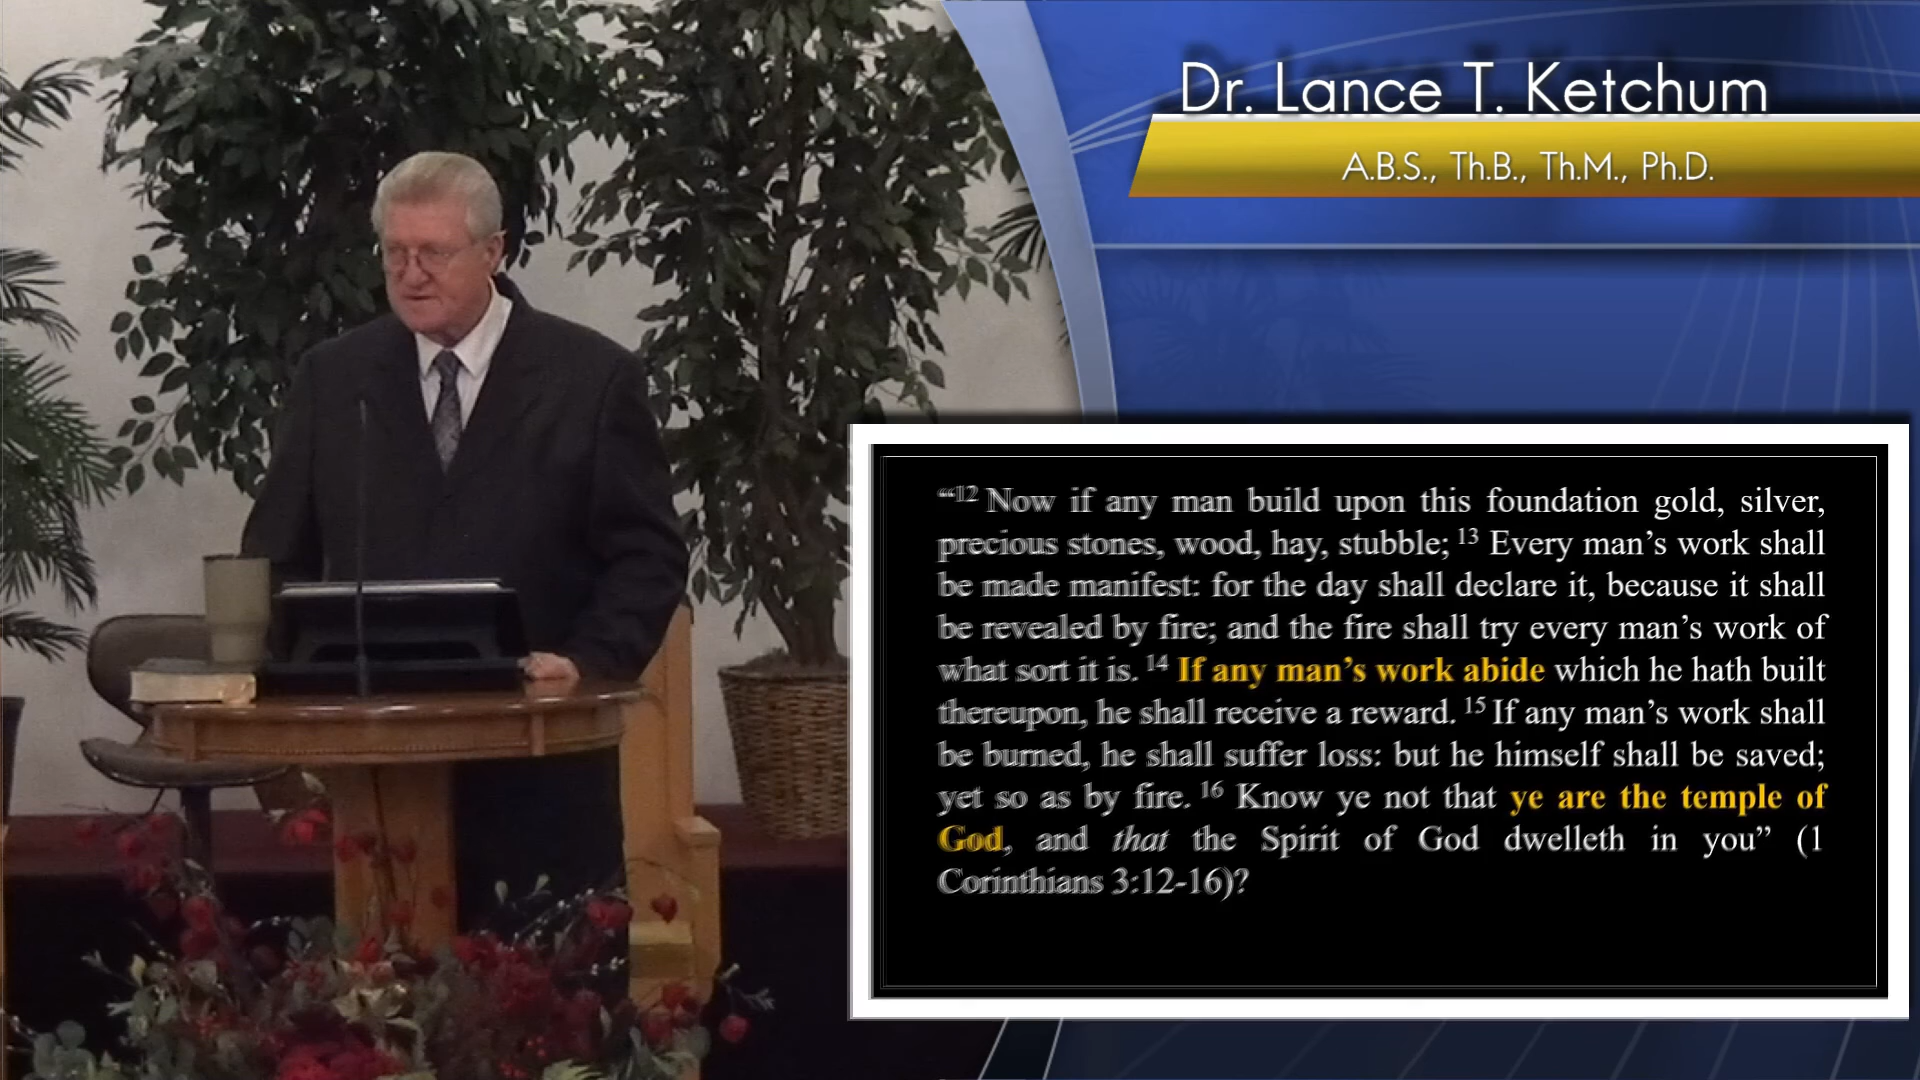 Dr. Lance T. Ketchum
A.B.S., Th.B., Th.M., Ph.D.
“12 Now if any man build upon this foundation gold, silver,
precious stones, wood, hay, stubble; 13 Every man’s work shall
be made manifest: for the day shall declare it, because it shall
be revealed by fire; and the fire shall try every man’s work of
what sort it is. 14 If any man’s work abide which he hath built
thereupon, he shall receive a reward. 15 If any man’s work shall
be burned, he shall suffer loss: but he himself shall be saved;
yet so as by fire. 16 Know ye not that ye are the temple of
God, and that the Spirit of God dwelleth in you” (1
Corinthians 3:12-16)?